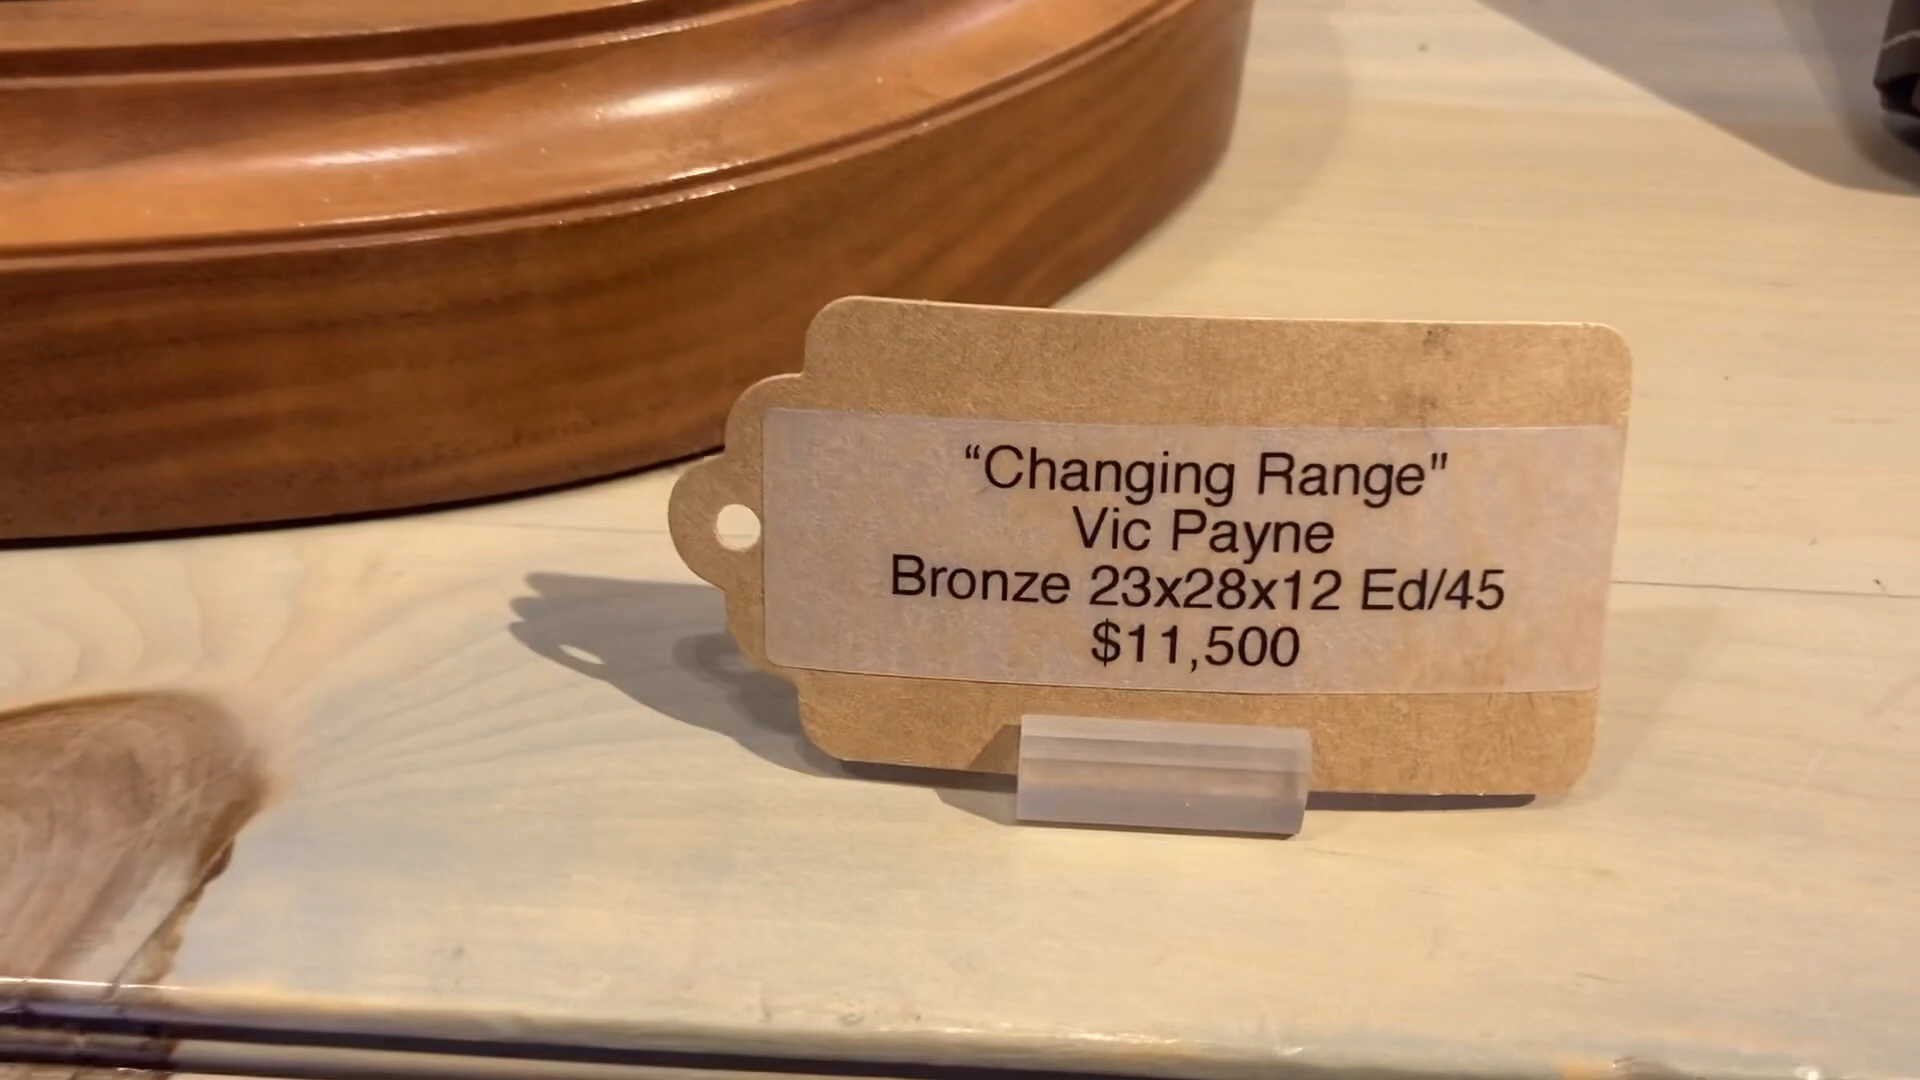 “Changing Range"
Vic Payne
Bronze 23x28x12 Ed/45
$11,500